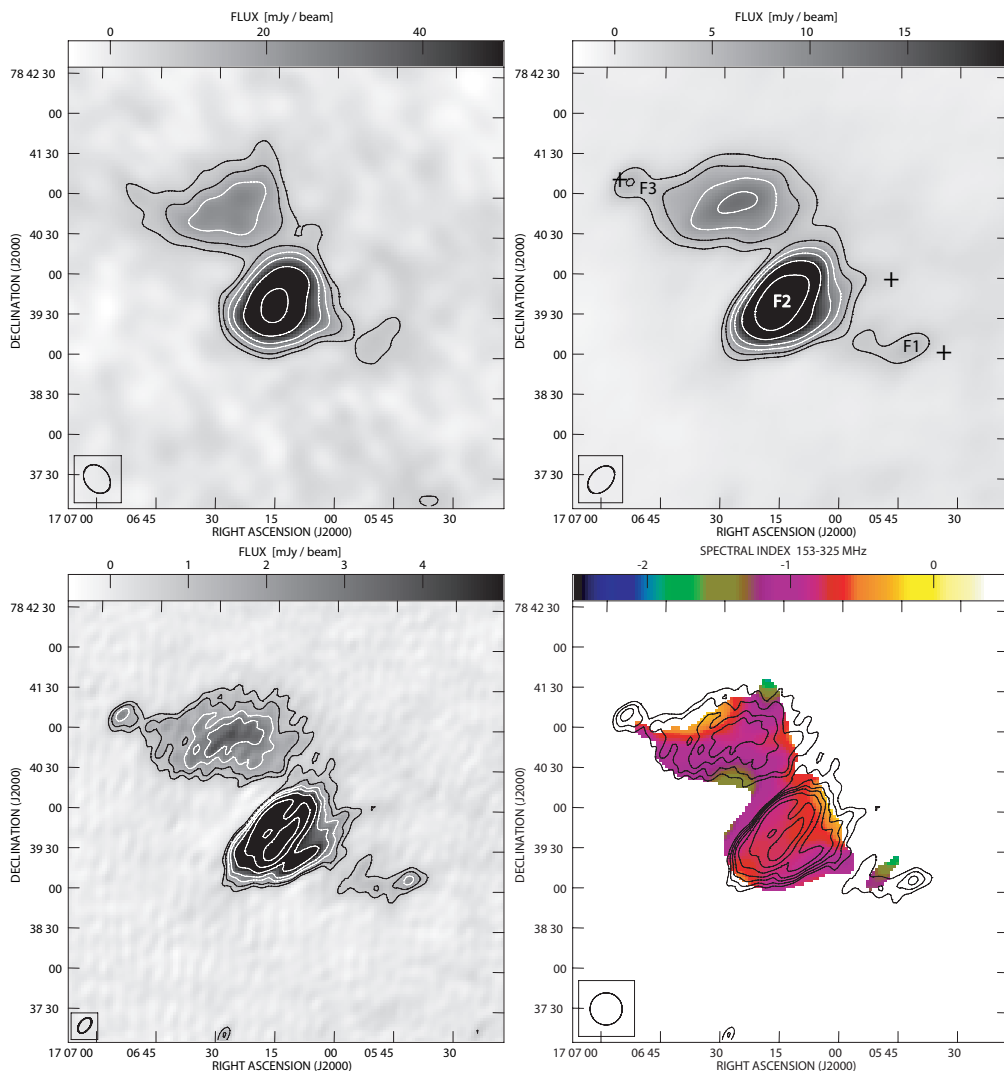 FLUX [mJy / beam]
0 20 40
78 42 30
00
41 30
00
40 30
00
39 30
00
38 30
00
37 30
DECLINATION (J2000)
17 07 00 06 45 30 15 00 05 45 30
RIGHT ASCENSION (J2000)
FLUX [mJy / beam]
0 5 10 15
78 42 30
00
41 30
00
40 30
00
39 30
00
38 30
00
37 30
DECLINATION (J2000)
F3
F2
F1
17 07 00 06 45 30 15 00 05 45 30
RIGHT ASCENSION (J2000)
FLUX [mJy / beam]
0 1 2 3 4
78 42 30
00
41 30
00
40 30
00
39 30
00
38 30
00
37 30
DECLINATION (J2000)
17 07 00 06 45 30 15 00 05 45 30
RIGHT ASCENSION (J2000)
SPECTRAL INDEX 153-325 MHz
-2 -1 0
78 42 30
00
41 30
00
40 30
00
39 30
00
38 30
00
37 30
DECLINATION (J2000)
17 07 00 06 45 30 15 00 05 45 30
RIGHT ASCENSION (J2000)